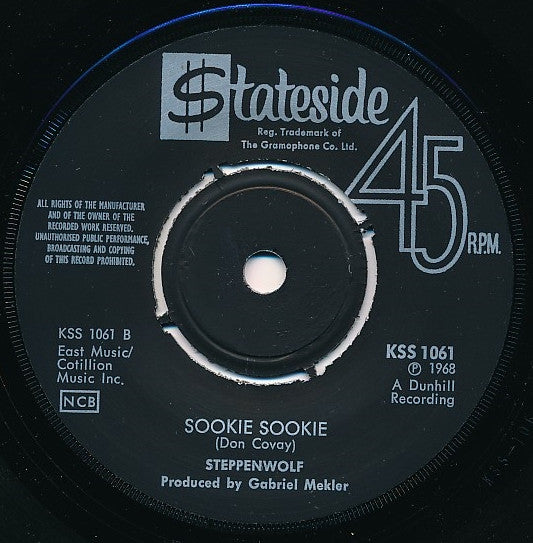 $tateside
Reg. Trademark of
The Gramophone Co. Ltd.
45
R.P.M.
ALL RIGHTS OF THE MANUFACTURER
AND OF THE OWNER OF THE
RECORDED WORK RESERVED.
UNAUTHORISED PUBLIC PERFORMANCE,
BROADCASTING AND COPYING
OF THIS RECORD PROHIBITED.
KSS 1061 B
East Music/
Cotillion
Music Inc.
NCB
KSS 1061
Ⓟ 1968
A Dunhill
Recording
SOOKIE SOOKIE
(Don Covay)
STEPPENWOLF
Produced by Gabriel Mekler